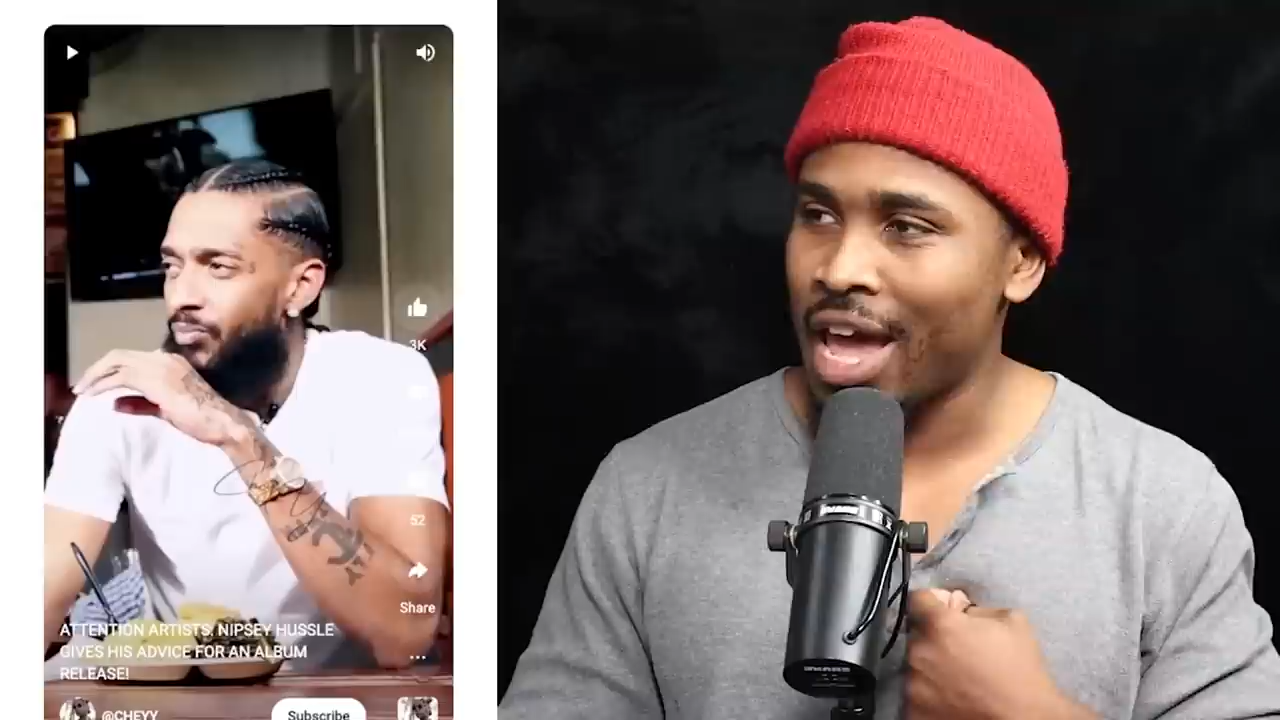 3K
52
Share
ATTENTION ARTISTS. NIPSEY HUSSLE
GIVES HIS ADVICE FOR AN ALBUM
RELEASE!
@CHEYY
Subscribe